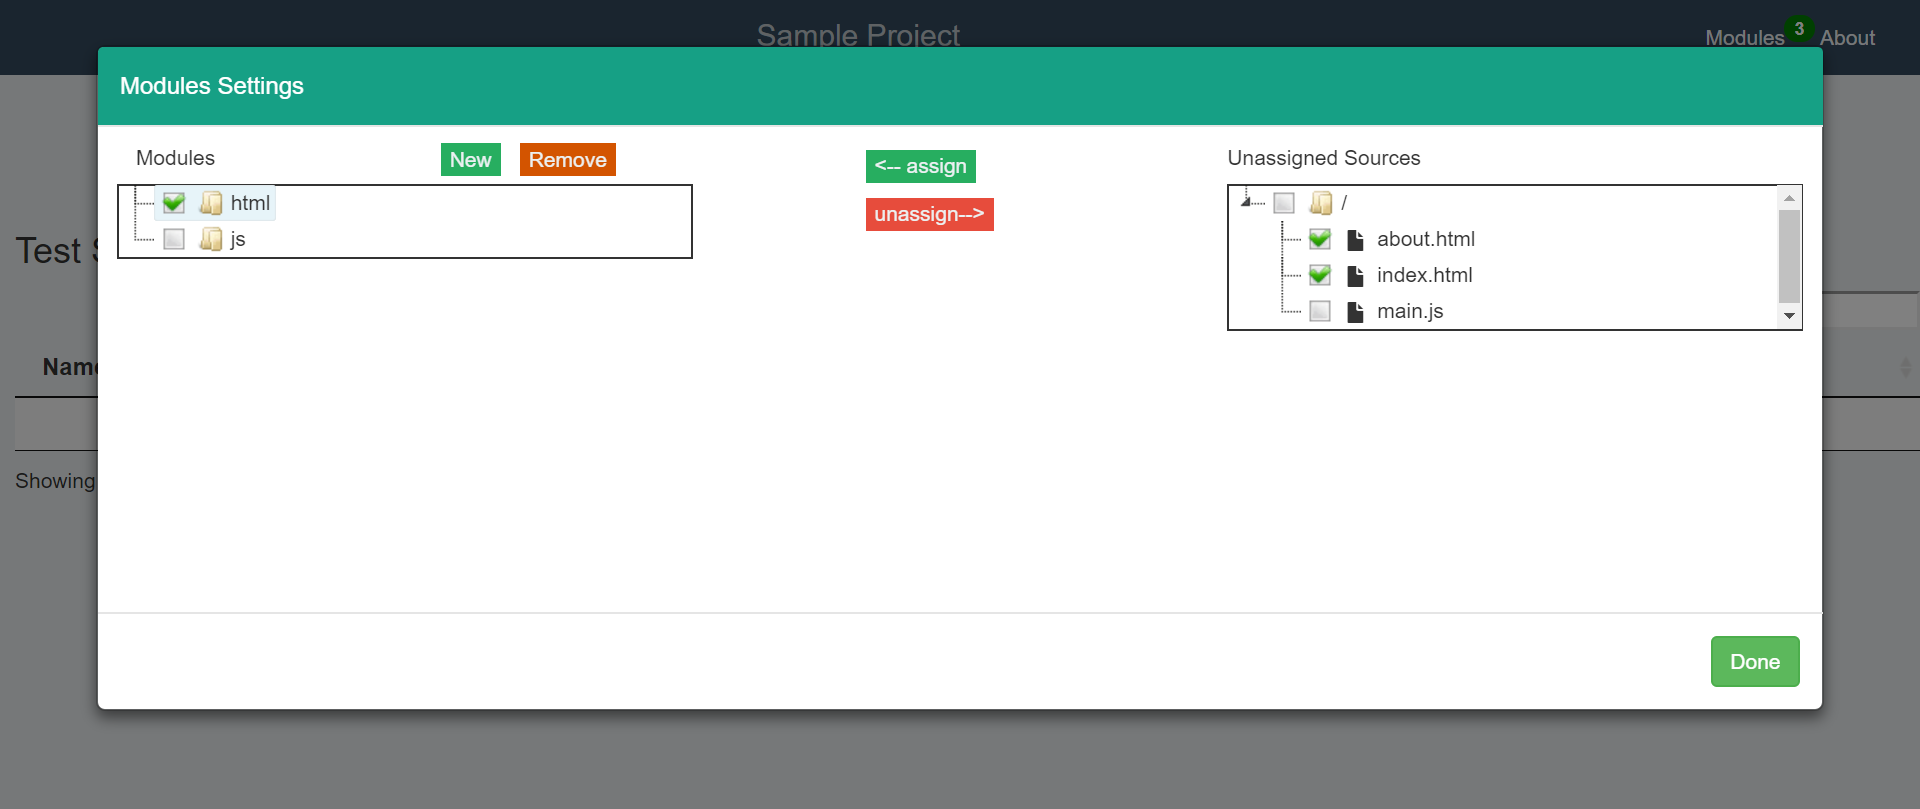 Sample Project
Modules 3 About
Modules Settings
Modules
New
Remove
<-- assign
unassign-->
Unassigned Sources
html
js
/
about.html
index.html
main.js
Test
Showing
Done